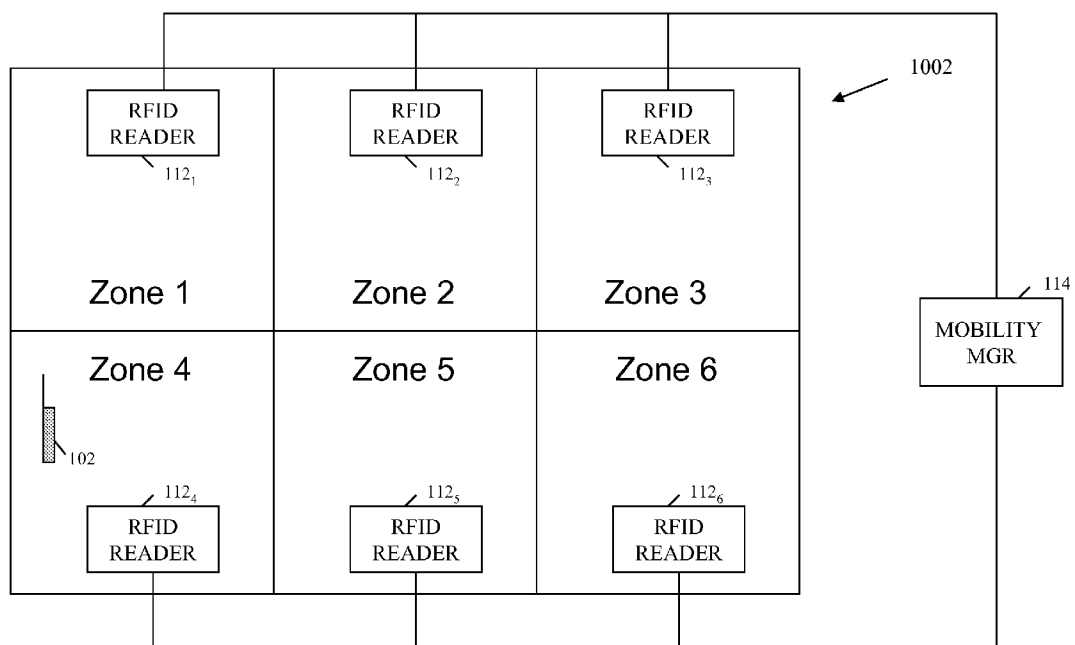 1002
RFID
READER
112₁
RFID
READER
112₂
RFID
READER
112₃
Zone 1
Zone 2
Zone 3
114
MOBILITY
MGR
Zone 4
Zone 5
Zone 6
102
112₄
RFID
READER
112₅
RFID
READER
112₆
RFID
READER